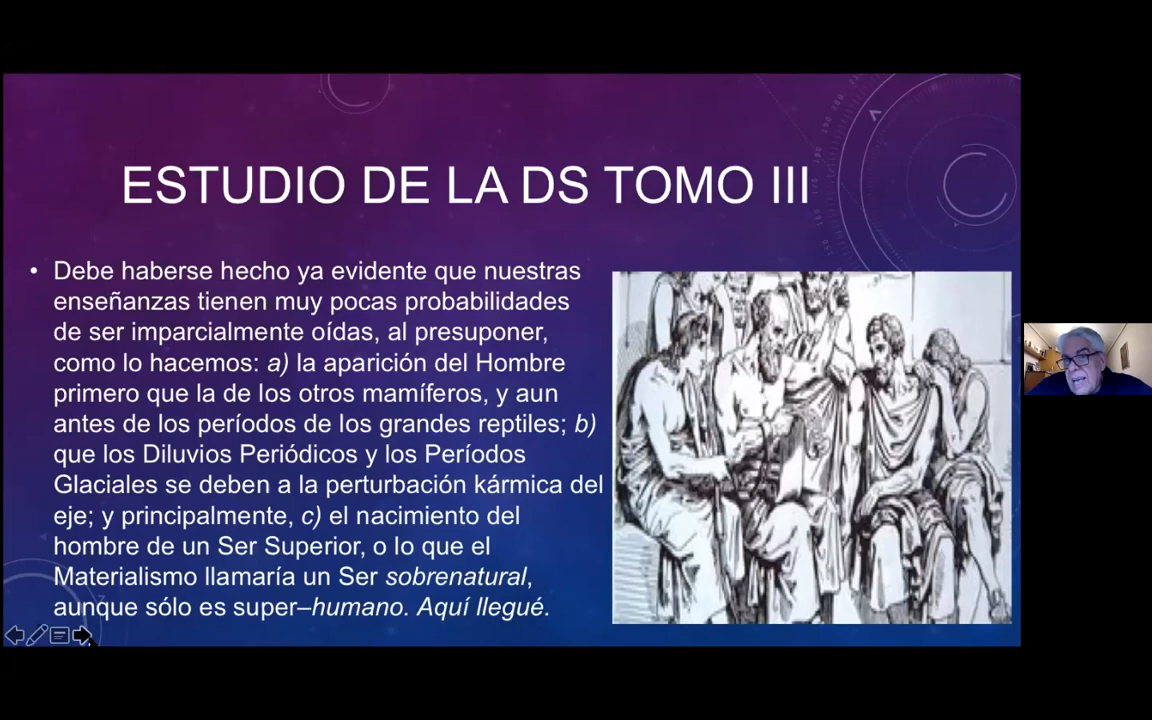 ESTUDIO DE LA DS TOMO III
• Debe haberse hecho ya evidente que nuestras
enseñanzas tienen muy pocas probabilidades
de ser imparcialmente oídas, al presuponer,
como lo hacemos: a) la aparición del Hombre
primero que la de los otros mamíferos, y aun
antes de los períodos de los grandes reptiles; b)
que los Diluvios Periódicos y los Períodos
Glaciales se deben a la perturbación kármica del
eje; y principalmente, c) el nacimiento del
hombre de un Ser Superior, o lo que el
Materialismo llamaría un Ser sobrenatural,
aunque sólo es super–humano. Aquí llegué.